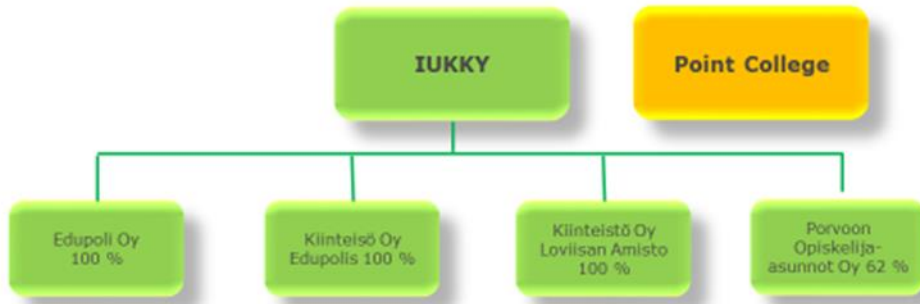 IUKKY
Point College
Edupoli Oy
100 %
Kiinteisö Oy
Edupolis 100 %
Kiinteistö Oy
Loviisan Amisto
100 %
Porvoon
Opiskelija-
asunnot Oy 62 %